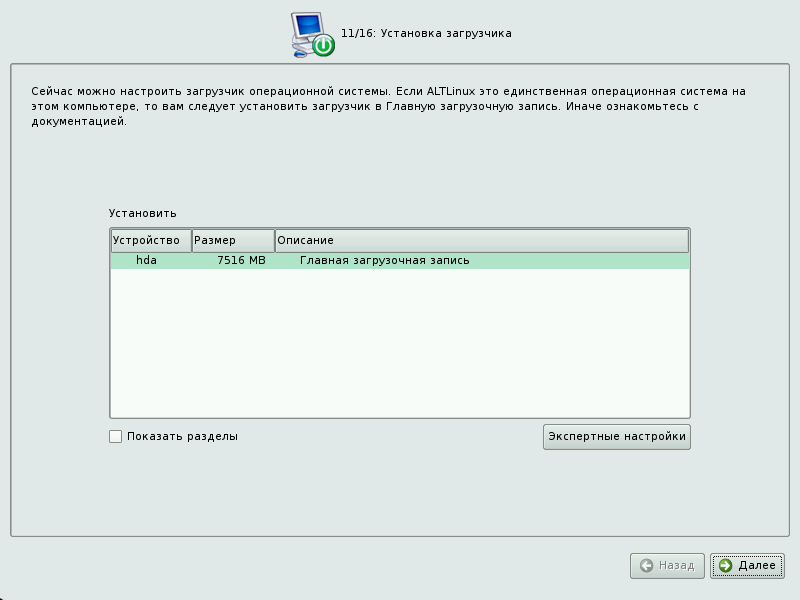 11/16: Установка загрузчика
Сейчас можно настроить загрузчик операционной системы. Если ALTLinux это единственная операционная система на
этом компьютере, то вам следует установить загрузчик в Главную загрузочную запись. Иначе ознакомьтесь с
документацией.
Установить
Устройство Размер Описание
hda 7516 MB Главная загрузочная запись
Показать разделы Экспертные настройки
Назад Далее